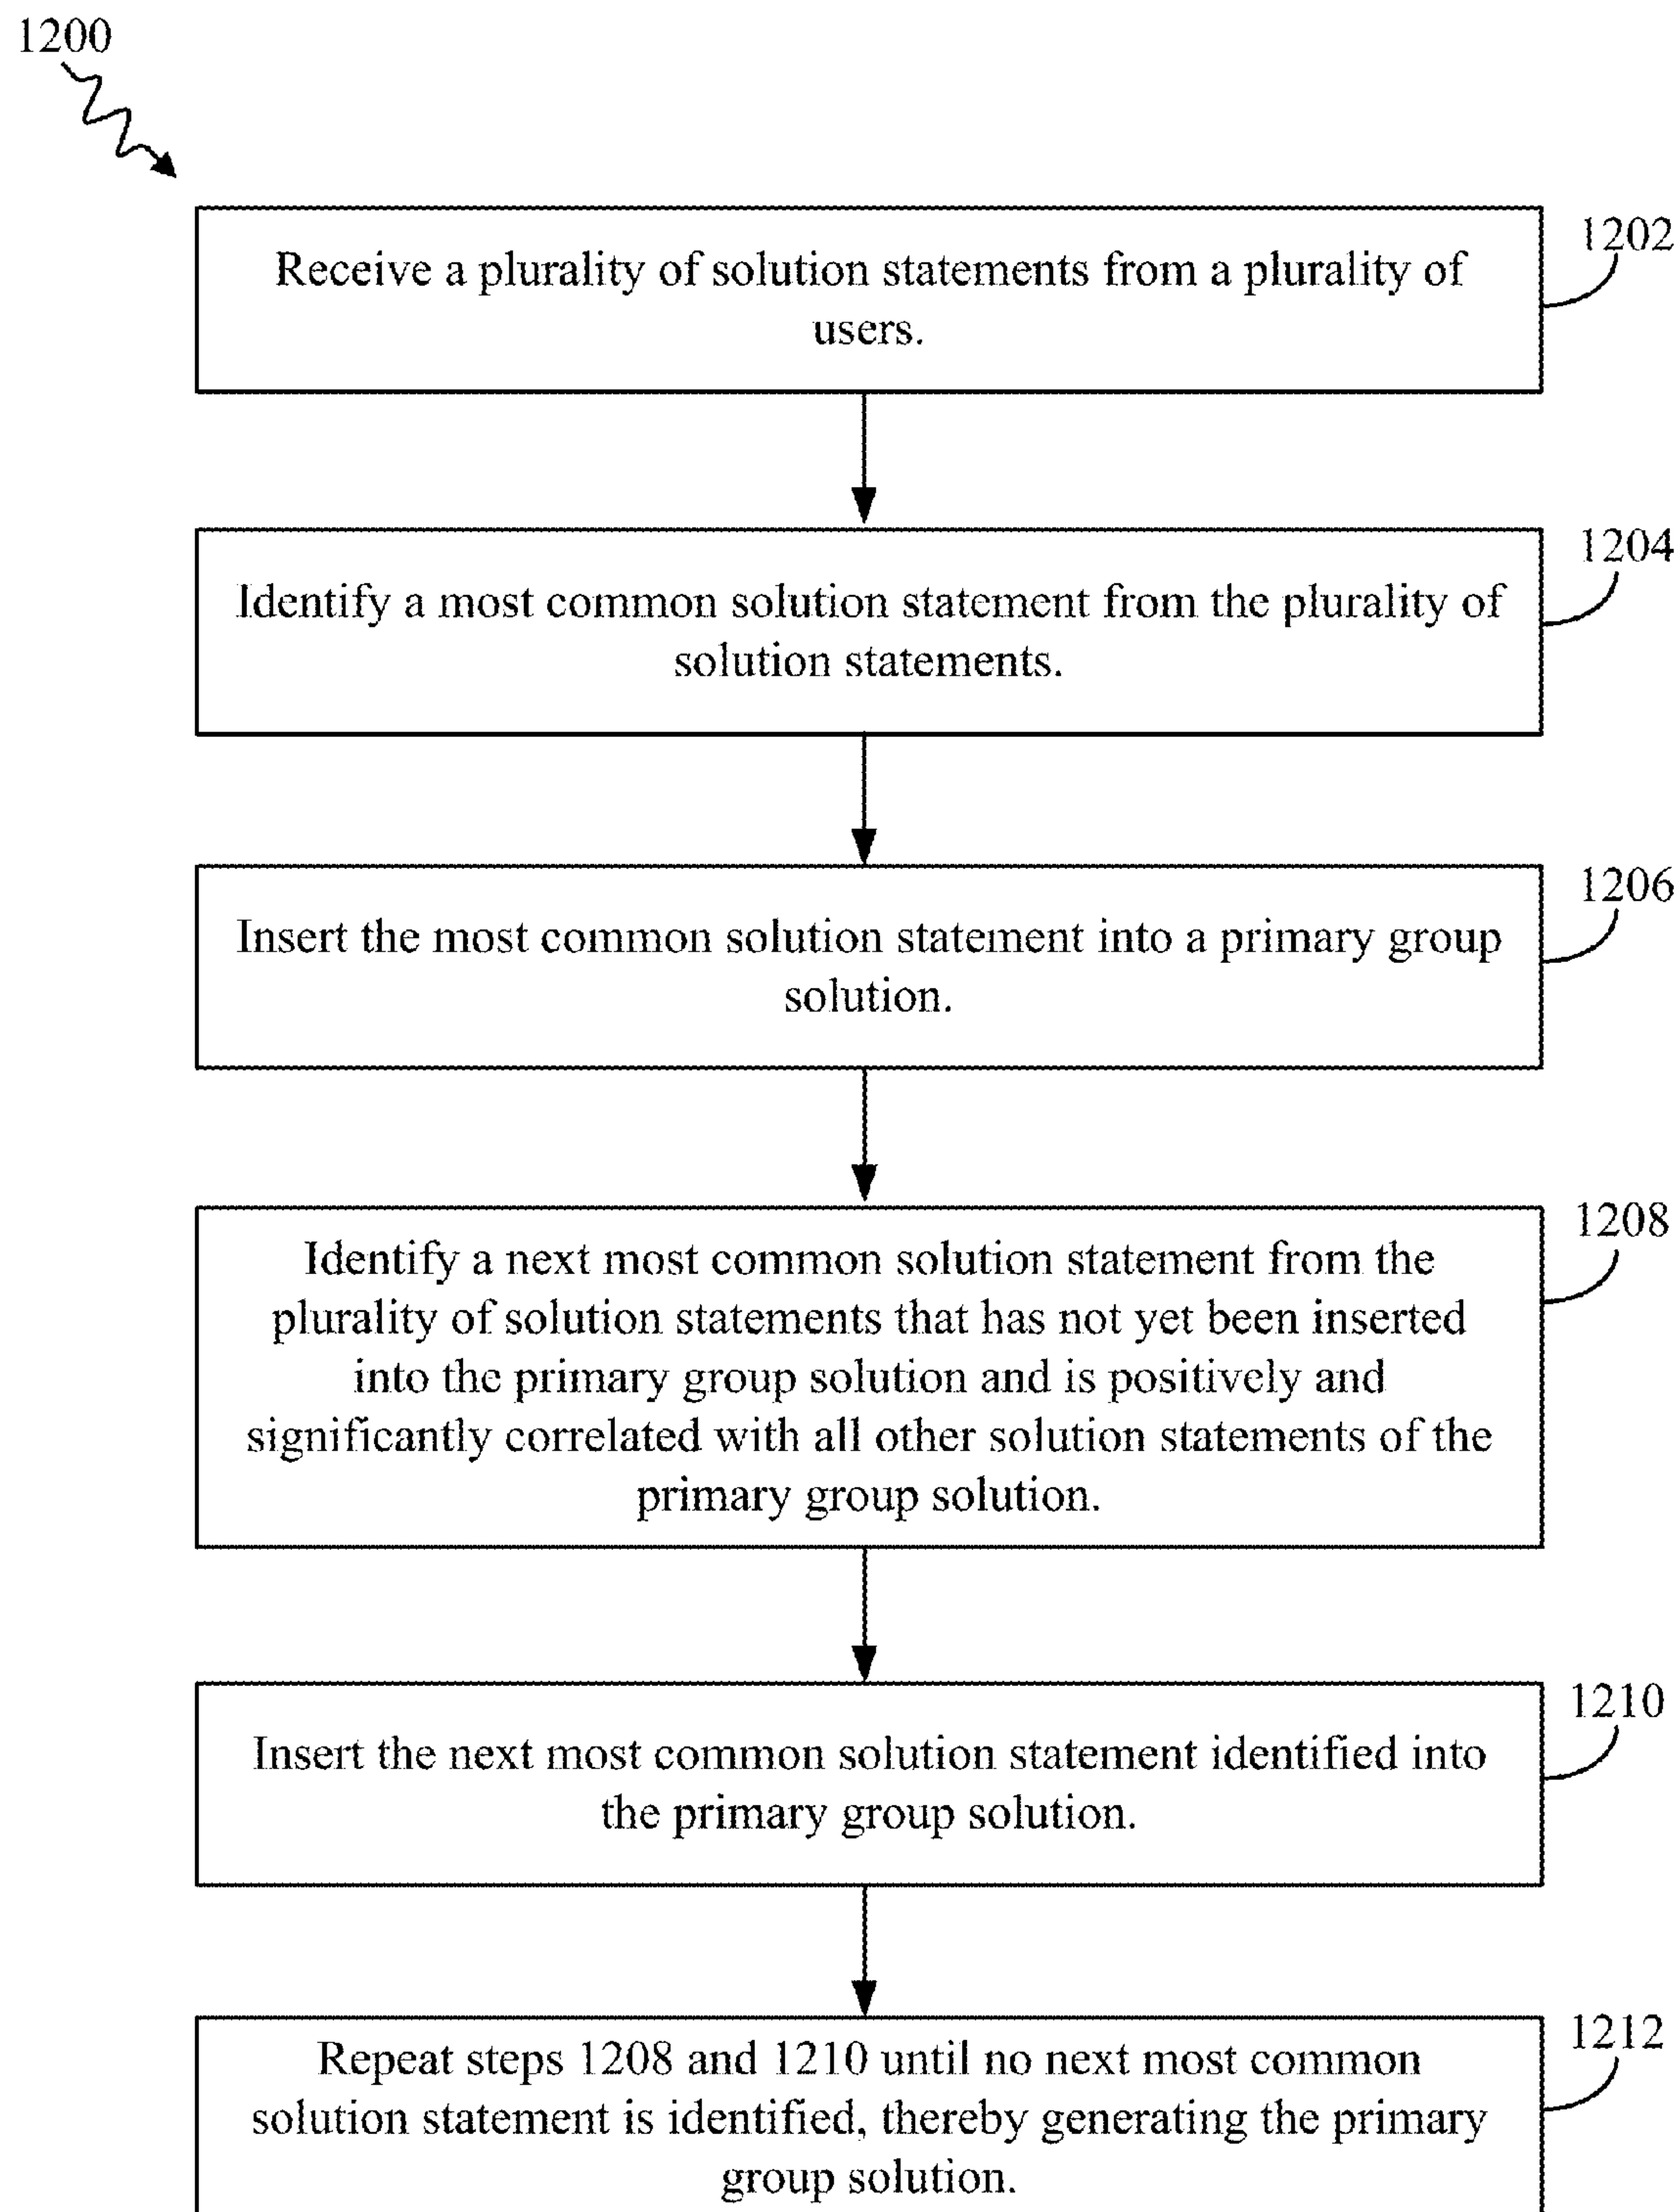 1200
1202
Receive a plurality of solution statements from a plurality of
users.
1204
Identify a most common solution statement from the plurality of
solution statements.
1206
Insert the most common solution statement into a primary group
solution.
1208
Identify a next most common solution statement from the
plurality of solution statements that has not yet been inserted
into the primary group solution and is positively and
significantly correlated with all other solution statements of the
primary group solution.
1210
Insert the next most common solution statement identified into
the primary group solution.
1212
Repeat steps 1208 and 1210 until no next most common
solution statement is identified, thereby generating the primary
group solution.